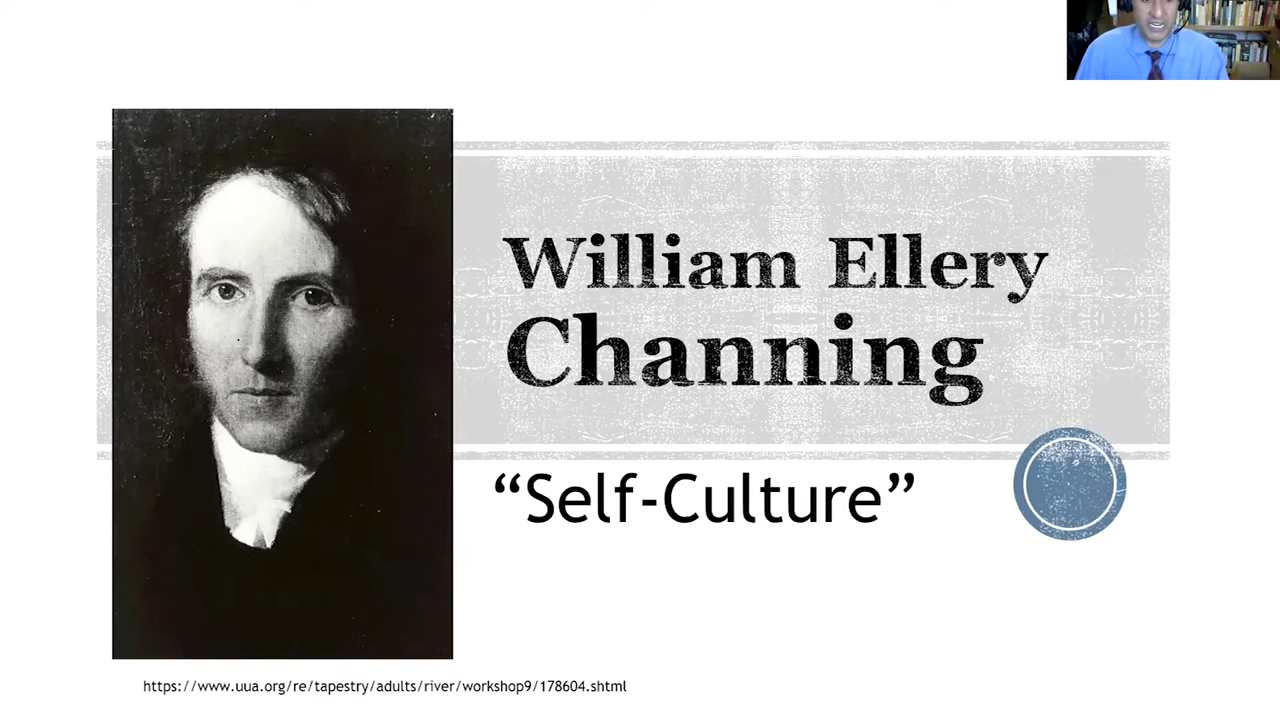 William Ellery
Channing
“Self-Culture”
https://www.uua.org/re/tapestry/adults/river/workshop9/178604.shtml